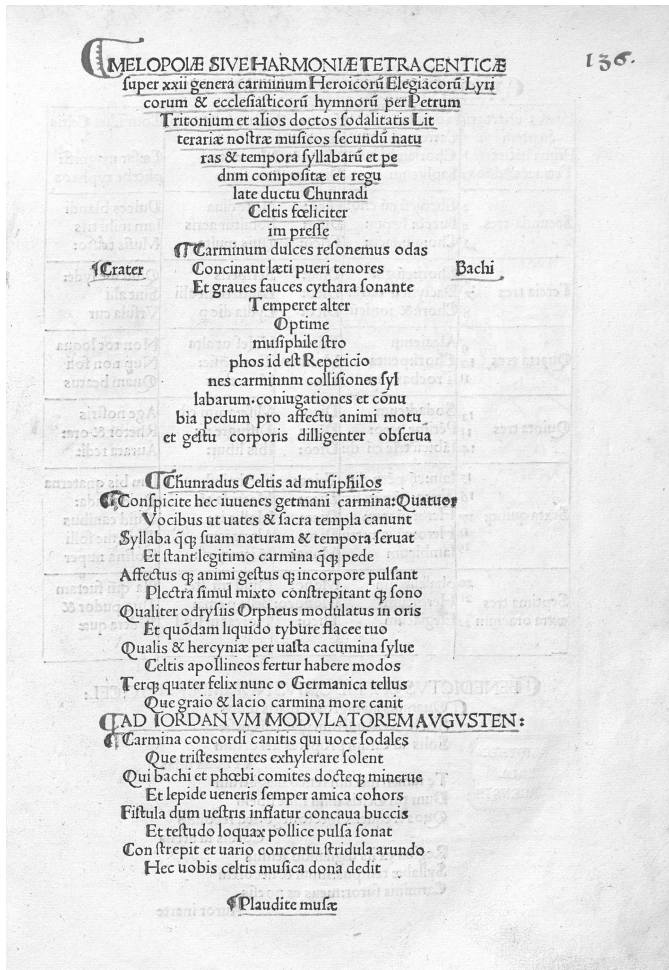 136.
MELOPOIÆ SIVE HARMONIÆ TETRACENTICÆ
ſuper xxii genera carminum Heroicorū Elegiacorū Lyri
corum & eccleſiaſticorū hymnorū per Petrum
Tritonium et alios doctos ſodalitatis Lit
terariæ noſtræ muſicos ſecundū natu
ras & tempora ſyllabarū et pe
dnm compoſitæ et regu
late ductu Chunradi
Celtis fœliciter
im preſſe
¶ Carminum dulces reſonemus odas
¶Crater Concinant læti pueri tenores Bachi
Et graues fauces cythara ſonante
Temperet alter
Optime
muſiphile ſtro
phos id eſt Repeticio
nes carminnm colliſiones ſyl
labarum.coniugationes et cōnu
bia pedum pro affectu animi motu
et geſtu corporis dilligenter obſerua
¶ Chunradus Celtis ad muſiphilos
¶ Conſpicite hec iuuenes germani carmina: Quatuor
Vocibus ut uates & ſacra templa canunt
Syllaba q̄q; ſuam naturam & tempora ſeruat
Et ſtant legitimo carmina q̄q; pede
Affectus q; animi geſtus q; incorpore pulſant
Plectra ſimul mixto conſtrepitant q; ſono
Qualiter odryſiis Orpheus modulatus in oris
Et quōdam liquido tybure flacce tuo
Qualis & hercyniæ per uaſta cacumina ſylue
Celtis apollineos fertur habere modos
Terq; quater felix nunc o Germanica tellus
Que graio & lacio carmina more canit
¶AD IORDANVM MODVLATOREM AVGVSTEN:
¶ Carmina concordi canitis qui uoce ſodales
Que triſtesmentes exhylerare ſolent
Qui bachi et phœbi comites docteq; minerue
Et lepide ueneris ſemper amica cohors
Fiſtula dum ueſtris inflatur concaua buccis
Et teſtudo loquax pollice pulſa ſonat
Con ſtrepit et uario concentu ſtridula arundo
Hec uobis celtis muſica dona dedit
¶Plaudite muſæ